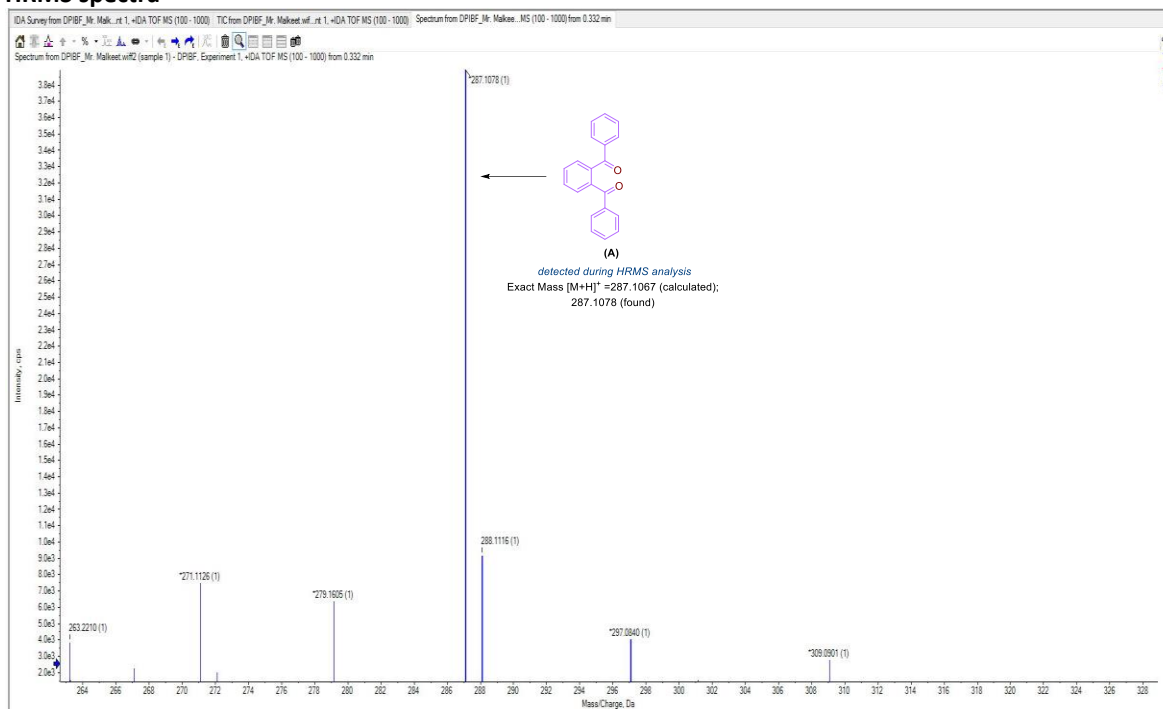 HRMS spectra
IDA Survey from DPIBF_Mr. Malk...nt 1, +IDA TOF MS (100 - 1000) TIC from DPIBF_Mr. Malkeet.wif...nt 1, +IDA TOF MS (100 - 1000) Spectrum from DPIBF_Mr. Malkee...MS (100 - 1000) from 0.332 min
Spectrum from DPIBF_Mr. Malkeet.wiff2 (sample 1) - DPIBF, Experiment 1, +IDA TOF MS (100 - 1000) from 0.332 min
Intensity, cps
3.8e4
3.7e4
3.6e4
3.5e4
3.4e4
3.3e4
3.2e4
3.1e4
3.0e4
2.9e4
2.8e4
2.7e4
2.6e4
2.5e4
2.4e4
2.3e4
2.2e4
2.1e4
2.0e4
1.9e4
1.8e4
1.7e4
1.6e4
1.5e4
1.4e4
1.3e4
1.2e4
1.1e4
1.0e4
9.0e3
8.0e3
7.0e3
6.0e3
5.0e3
4.0e3
3.0e3
2.0e3
*287.1078 (1)
O
O
(A)
detected during HRMS analysis
Exact Mass [M+H]+ =287.1067 (calculated);
287.1078 (found)
288.1116 (1)
*271.1126 (1)
*279.1605 (1)
263.2210 (1)
*297.0840 (1)
*309.0901 (1)
264 266 268 270 272 274 276 278 280 282 284 286 288 290 292 294 296 298 300 302 304 306 308 310 312 314 316 318 320 322 324 326 328
Mass/Charge, Da